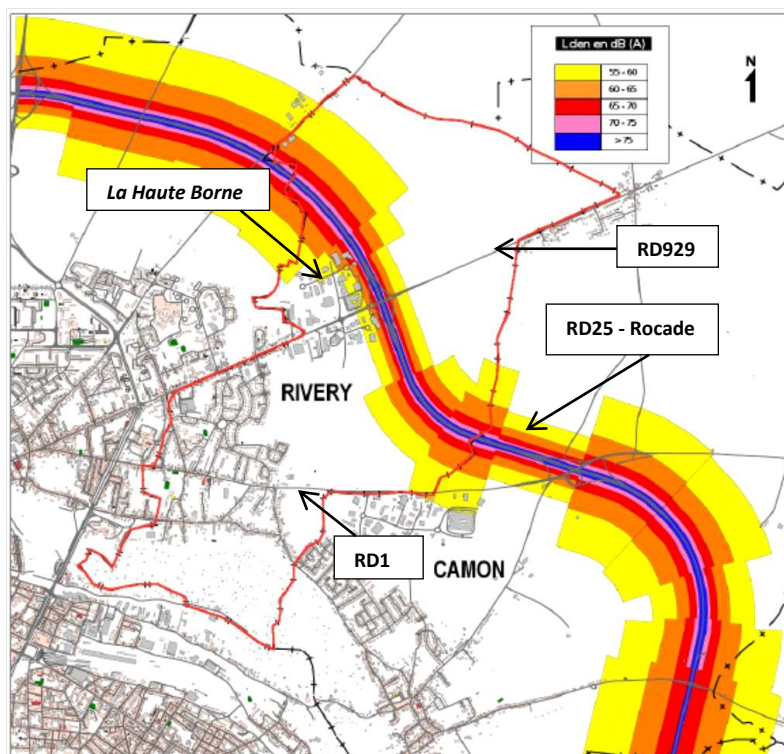 Lden en dB (A)
55 - 60
60 - 65
65 - 70
70 - 75
>75
N
La Haute Borne
RD929
RD25 - Rocade
RIVERY
RD1
CAMON